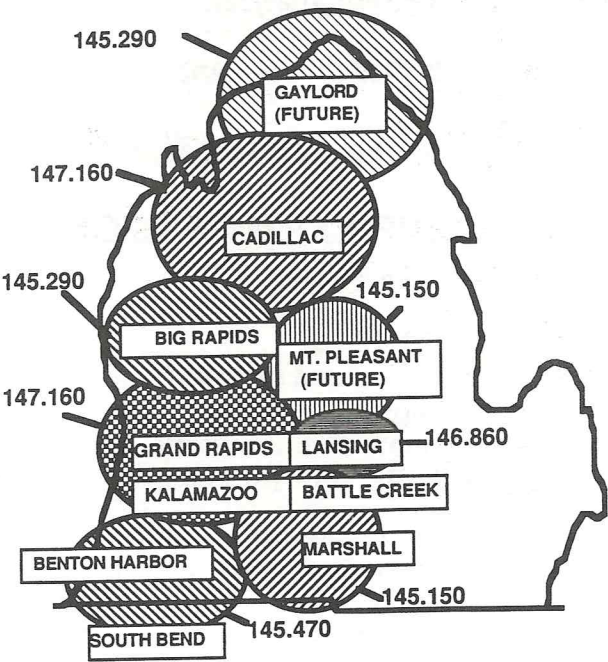 145.290
GAYLORD
(FUTURE)
147.160
CADILLAC
145.290
145.150
BIG RAPIDS
MT. PLEASANT
(FUTURE)
147.160
146.860
GRAND RAPIDS
LANSING
KALAMAZOO
BATTLE CREEK
MARSHALL
BENTON HARBOR
145.150
145.470
SOUTH BEND